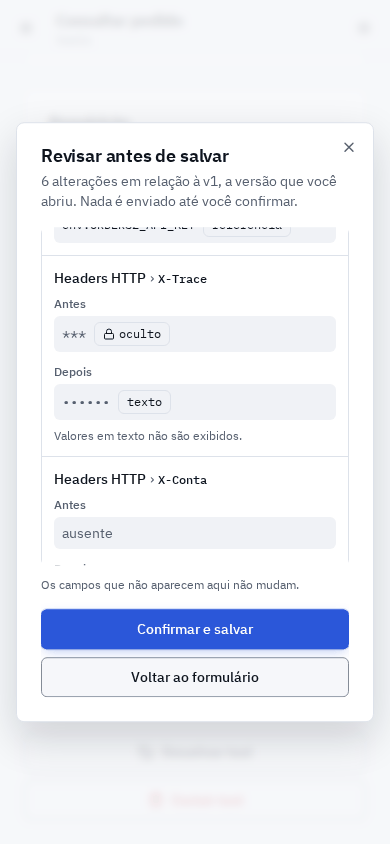 Revisar antes de salvar
6 alterações em relação à v1, a versão que você
abriu. Nada é enviado até você confirmar.
Headers HTTP › X-Trace
Antes
*** oculto
Depois
•••••• texto
Valores em texto não são exibidos.
Headers HTTP › X-Conta
Antes
ausente
Os campos que não aparecem aqui não mudam.
Confirmar e salvar
Voltar ao formulário